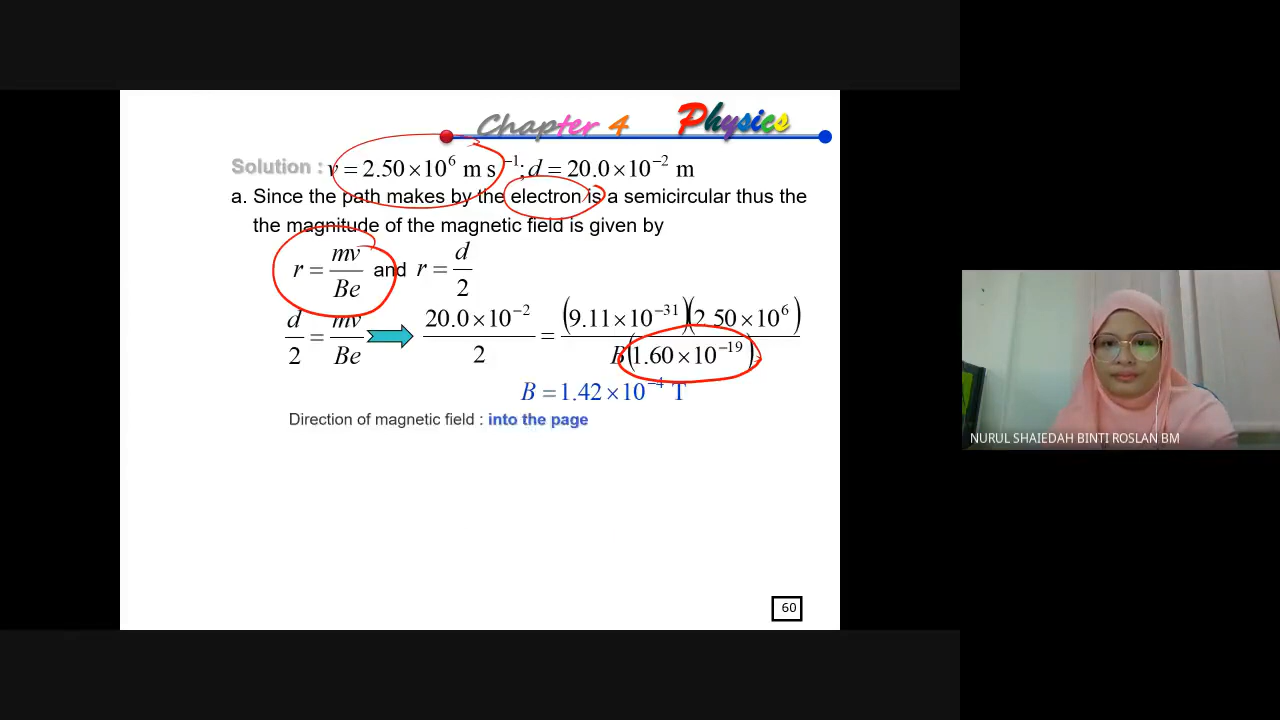 Chapter 4 Physics
Solution : v = 2.50 × 10⁶ m s⁻¹; d = 20.0 × 10⁻² m
a. Since the path makes by the electron is a semicircular thus the
the magnitude of the magnetic field is given by
r = mv/Be and r = d/2
d/2 = mv/Be 20.0 × 10⁻²/2 = (9.11 × 10⁻³¹)(2.50 × 10⁶)/B(1.60 × 10⁻¹⁹)
B = 1.42 × 10⁻⁴ T
Direction of magnetic field : into the page
60
NURUL SHAIEDAH BINTI ROSLAN BM